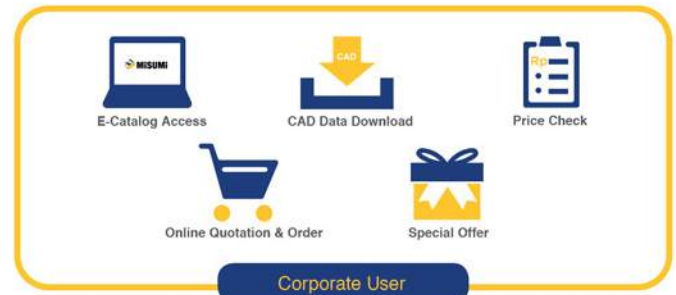 MiSUMi
CAD
Rp
E-Catalog Access
CAD Data Download
Price Check
Online Quotation & Order
Special Offer
Corporate User